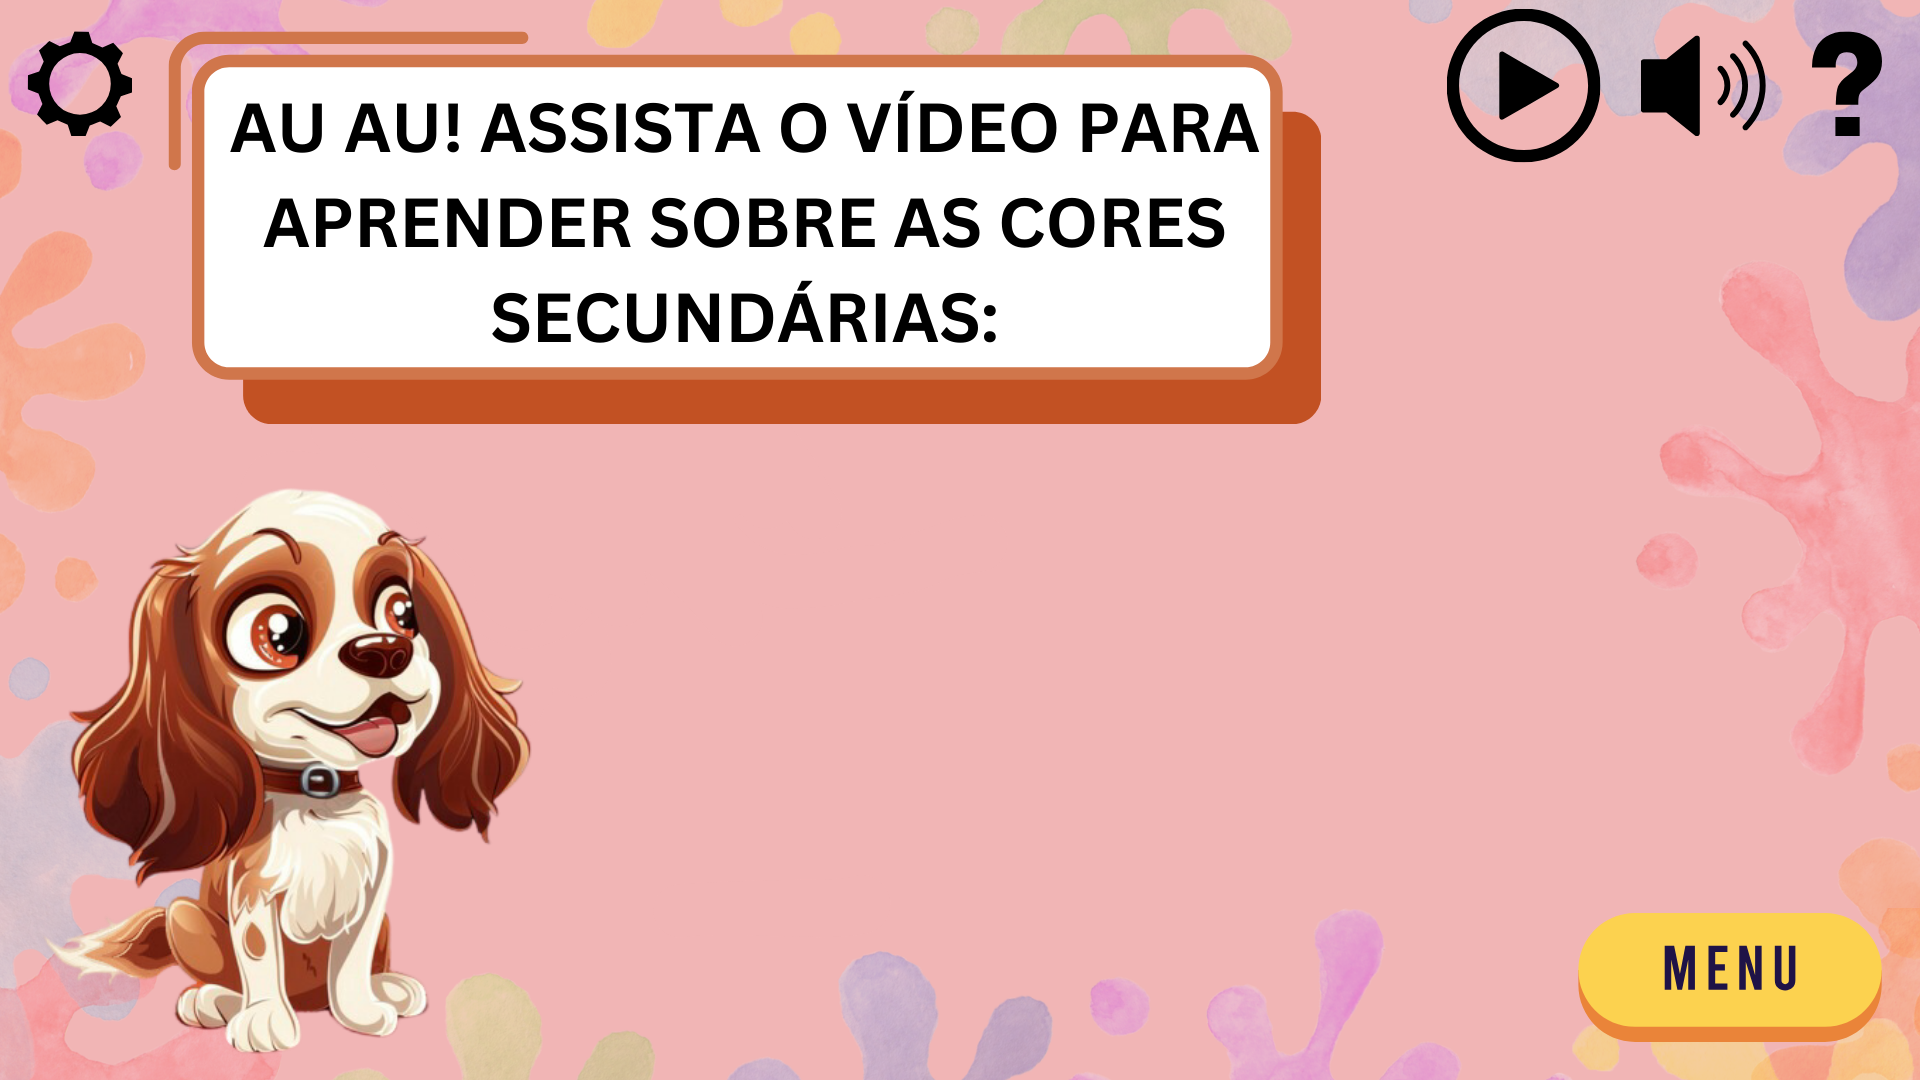 AU AU! ASSISTA O VÍDEO PARA
APRENDER SOBRE AS CORES
SECUNDÁRIAS:
?
MENU